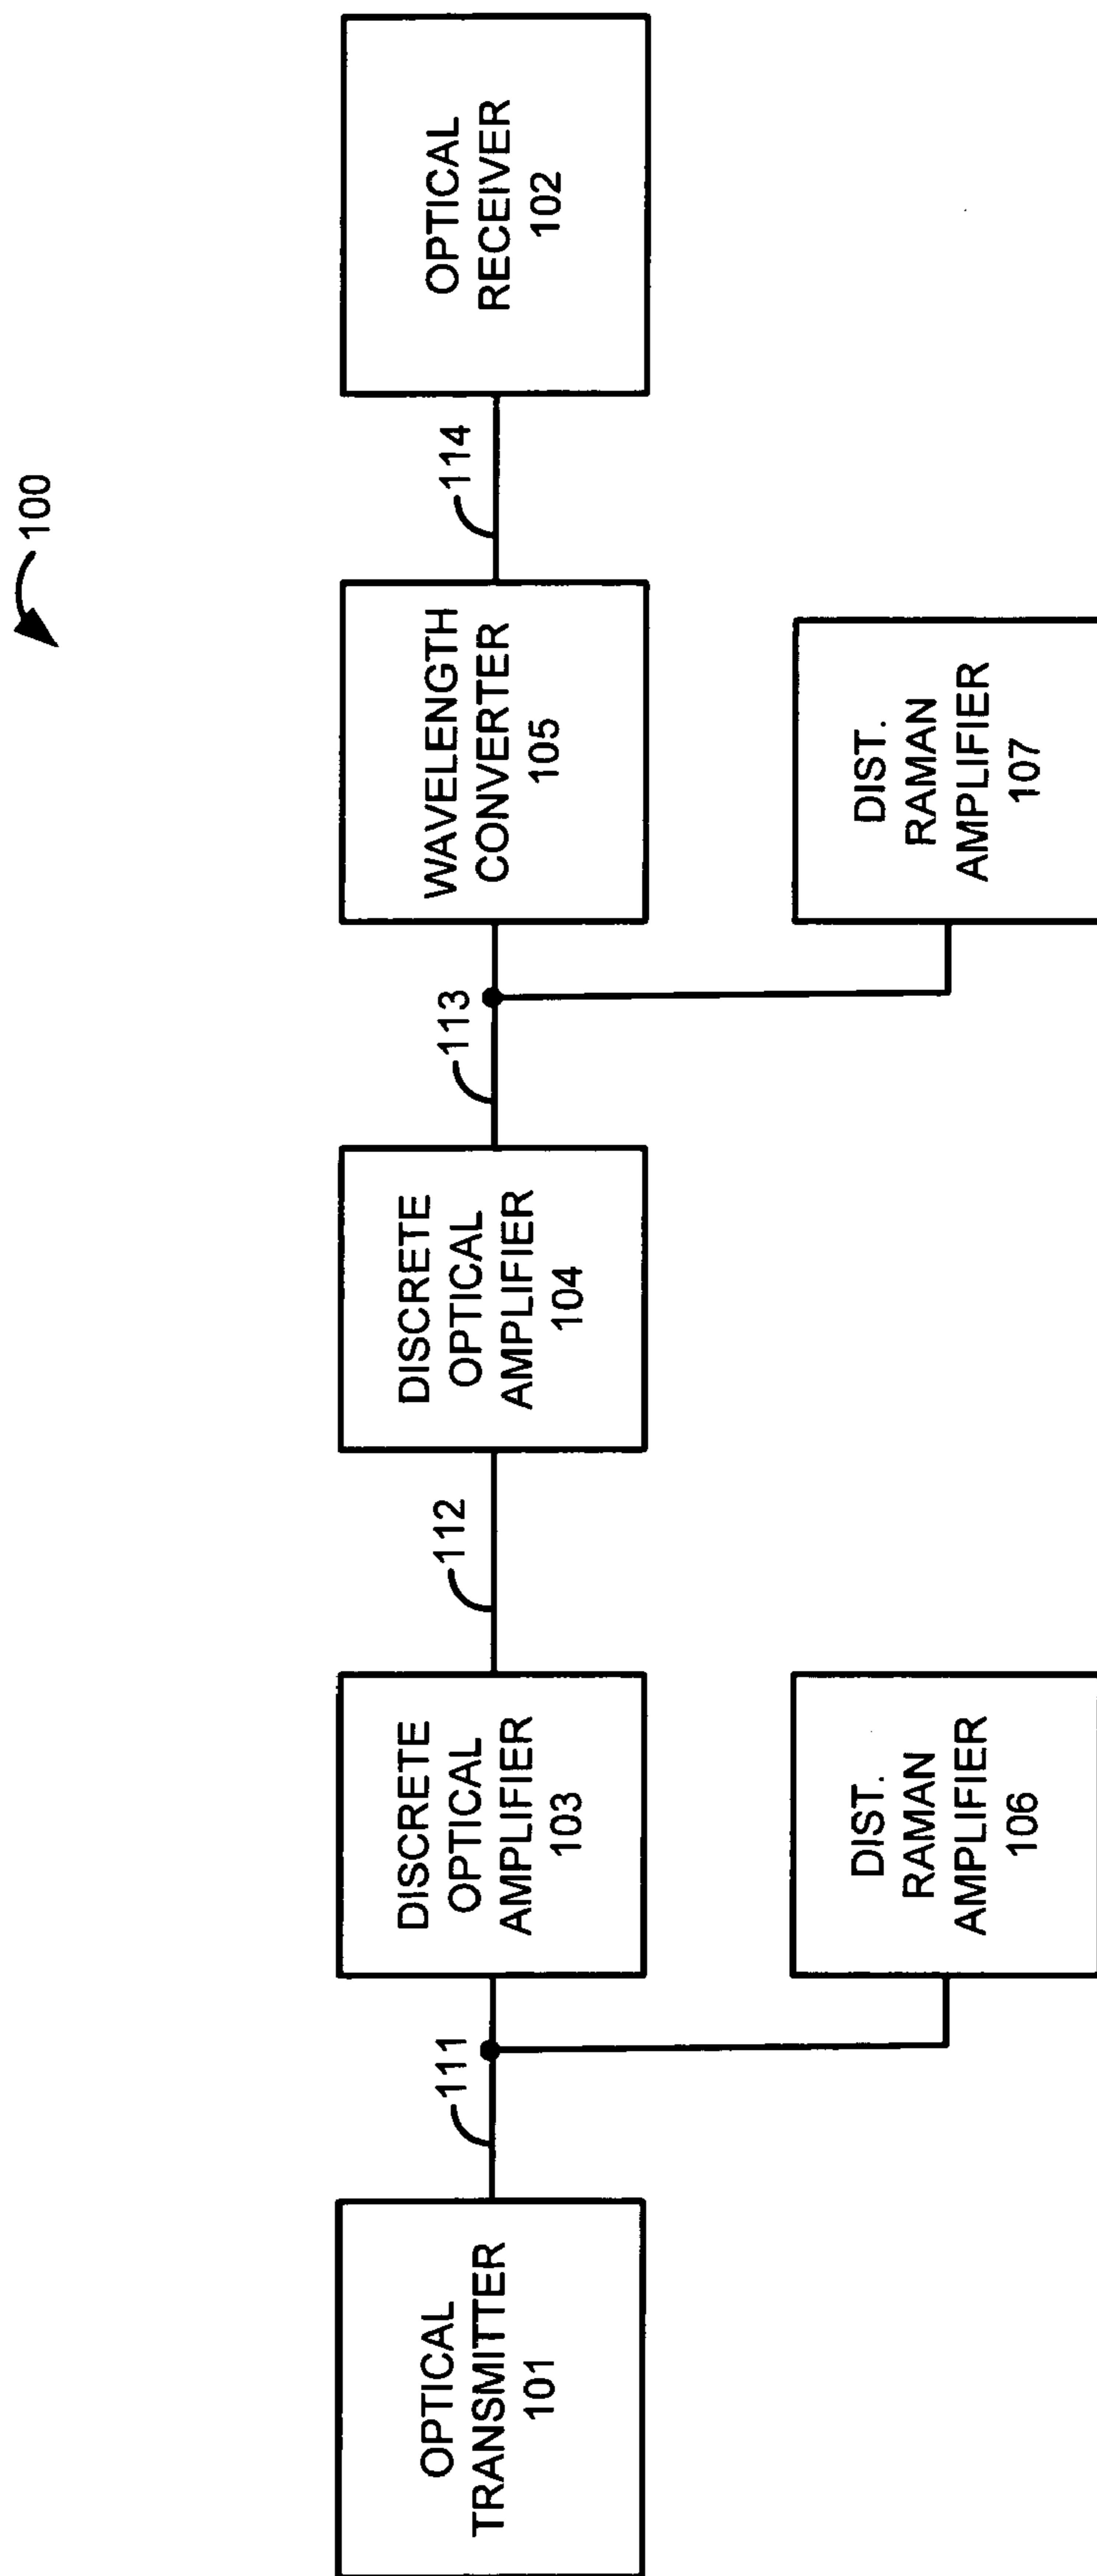 100
OPTICAL
TRANSMITTER
101
111
DISCRETE
OPTICAL
AMPLIFIER
103
112
DISCRETE
OPTICAL
AMPLIFIER
104
113
WAVELENGTH
CONVERTER
105
114
OPTICAL
RECEIVER
102
DIST.
RAMAN
AMPLIFIER
106
DIST.
RAMAN
AMPLIFIER
107